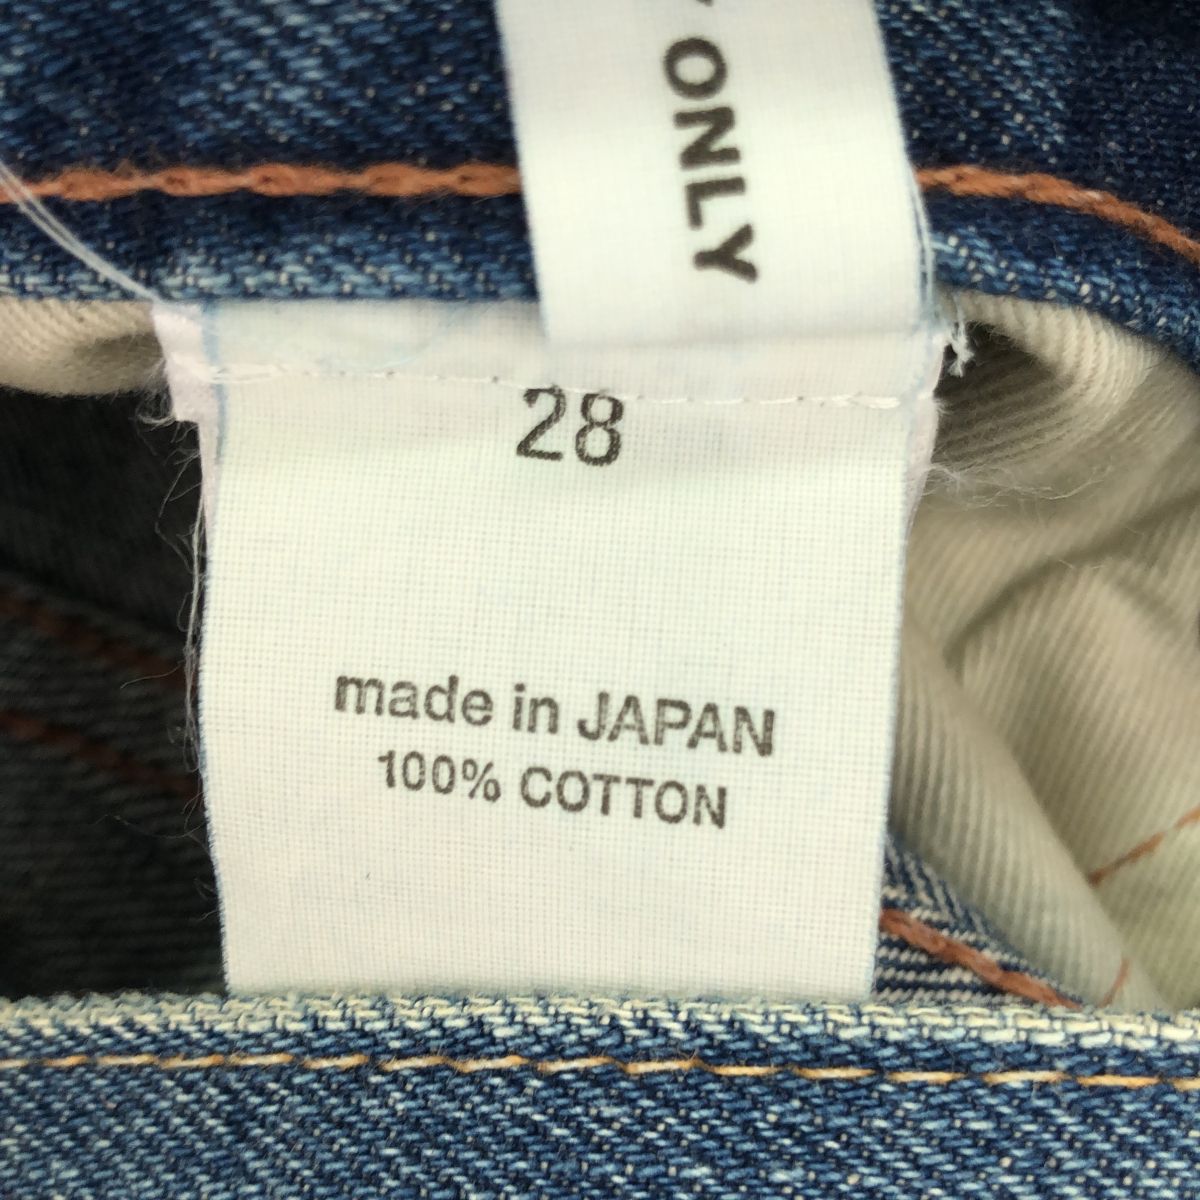 ONLY
28
made in JAPAN
100% COTTON